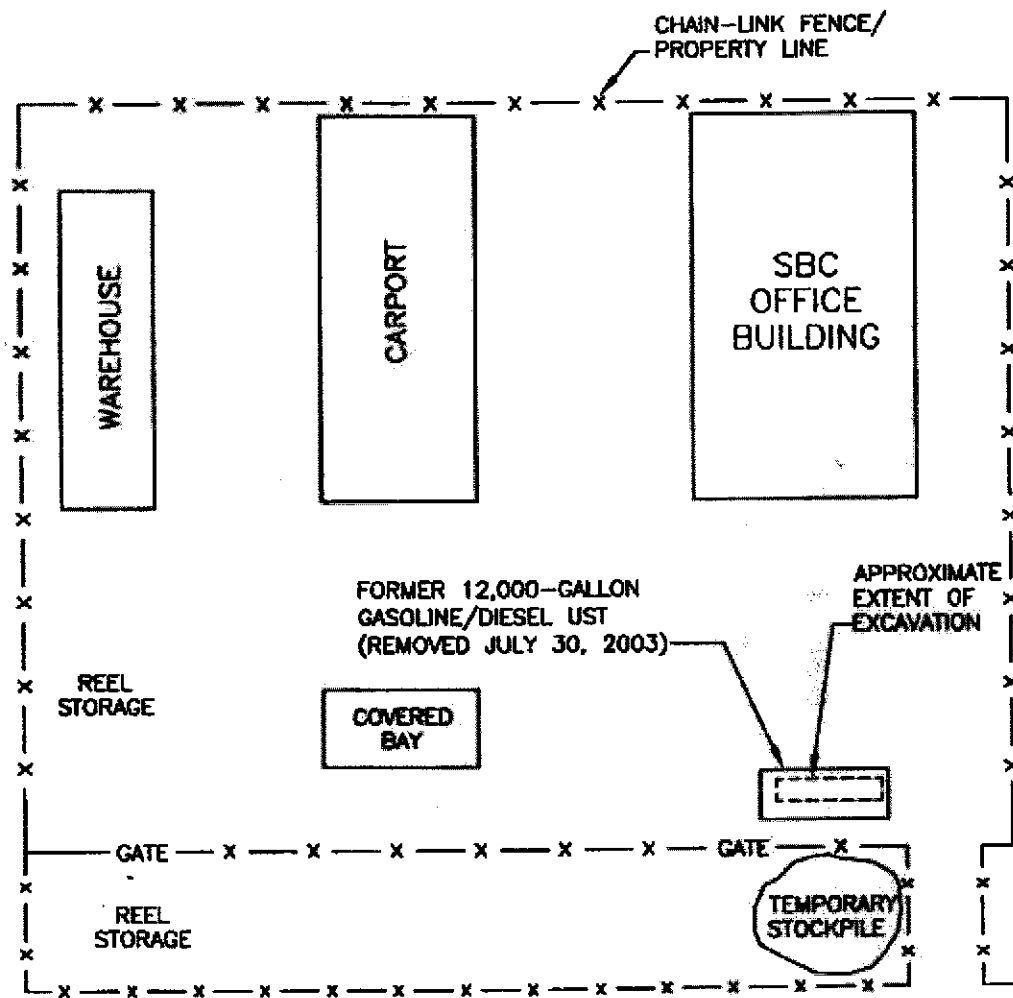 CHAIN-LINK FENCE/
PROPERTY LINE
WAREHOUSE
CARPORT
SBC
OFFICE
BUILDING
FORMER 12,000-GALLON
GASOLINE/DIESEL UST
(REMOVED JULY 30, 2003)
APPROXIMATE
EXTENT OF
EXCAVATION
REEL
STORAGE
COVERED
BAY
GATE
GATE
REEL
STORAGE
TEMPORARY
STOCKPILE